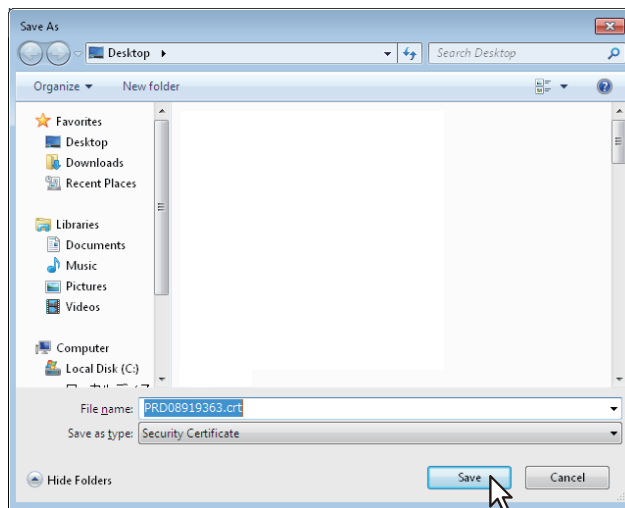 Save As
Desktop
Search Desktop
Organize
New folder
Favorites
Desktop
Downloads
Recent Places
Libraries
Documents
Music
Pictures
Videos
Computer
Local Disk (C:)
File name: PRD08919363.crt
Save as type: Security Certificate
Hide Folders
Save
Cancel